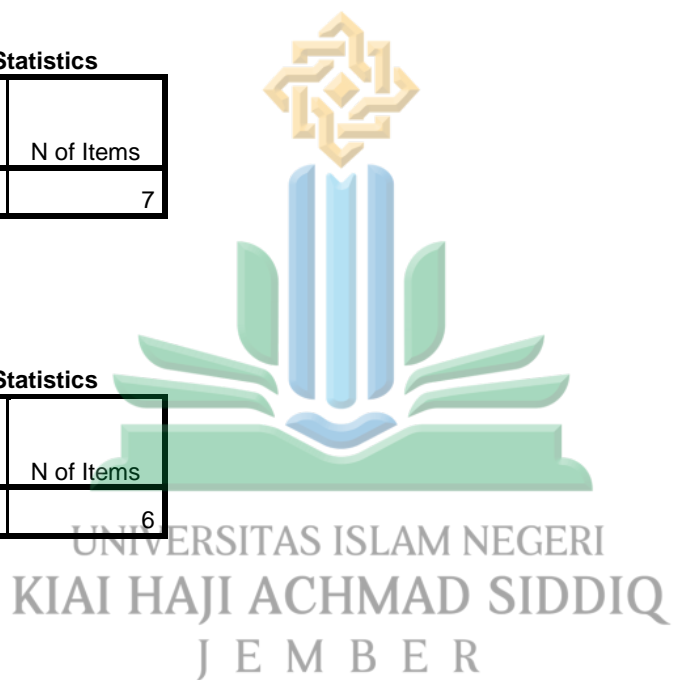 Statistics
N of Items
7
Statistics
N of Items
6
UNIVERSITAS ISLAM NEGERI
KIAI HAJI ACHMAD SIDDIQ
J E M B E R